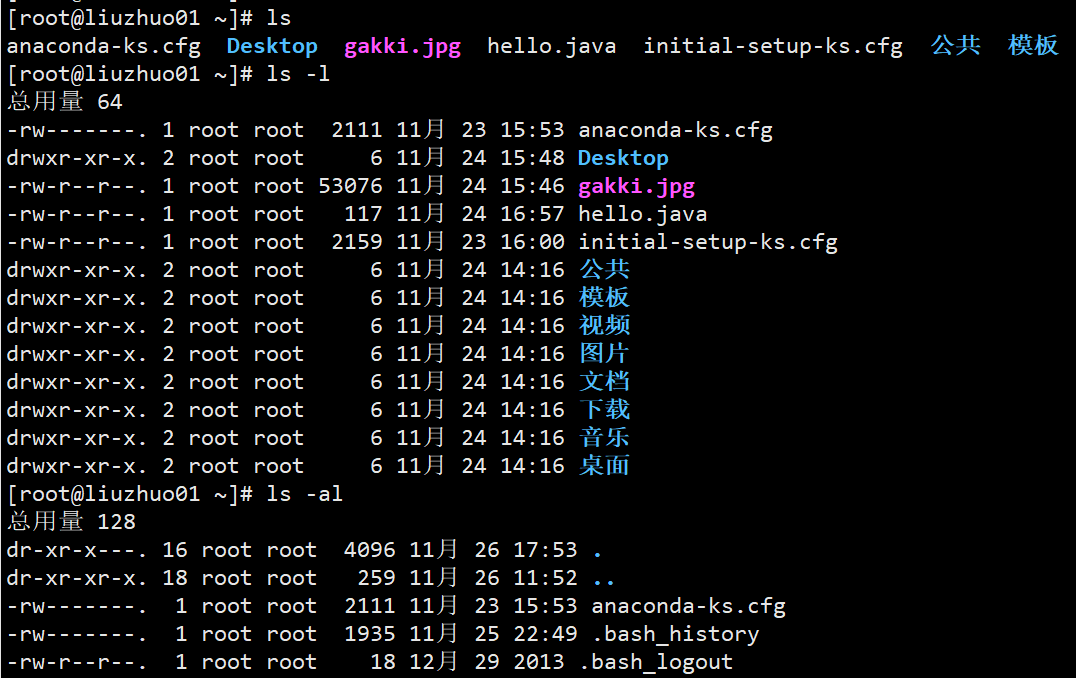 [root@liuzhuo01 ~]# ls
anaconda-ks.cfg  Desktop  gakki.jpg  hello.java  initial-setup-ks.cfg  公共  模板
[root@liuzhuo01 ~]# ls -l
总用量 64
-rw-------. 1 root root  2111 11月 23 15:53 anaconda-ks.cfg
drwxr-xr-x. 2 root root     6 11月 24 15:48 Desktop
-rw-r--r--. 1 root root 53076 11月 24 15:46 gakki.jpg
-rw-r--r--. 1 root root   117 11月 24 16:57 hello.java
-rw-r--r--. 1 root root  2159 11月 23 16:00 initial-setup-ks.cfg
drwxr-xr-x. 2 root root     6 11月 24 14:16 公共
drwxr-xr-x. 2 root root     6 11月 24 14:16 模板
drwxr-xr-x. 2 root root     6 11月 24 14:16 视频
drwxr-xr-x. 2 root root     6 11月 24 14:16 图片
drwxr-xr-x. 2 root root     6 11月 24 14:16 文档
drwxr-xr-x. 2 root root     6 11月 24 14:16 下载
drwxr-xr-x. 2 root root     6 11月 24 14:16 音乐
drwxr-xr-x. 2 root root     6 11月 24 14:16 桌面
[root@liuzhuo01 ~]# ls -al
总用量 128
dr-xr-x---. 16 root root  4096 11月 26 17:53 .
dr-xr-xr-x. 18 root root   259 11月 26 11:52 ..
-rw-------.  1 root root  2111 11月 23 15:53 anaconda-ks.cfg
-rw-------.  1 root root  1935 11月 25 22:49 .bash_history
-rw-r--r--.  1 root root    18 12月 29 2013 .bash_logout